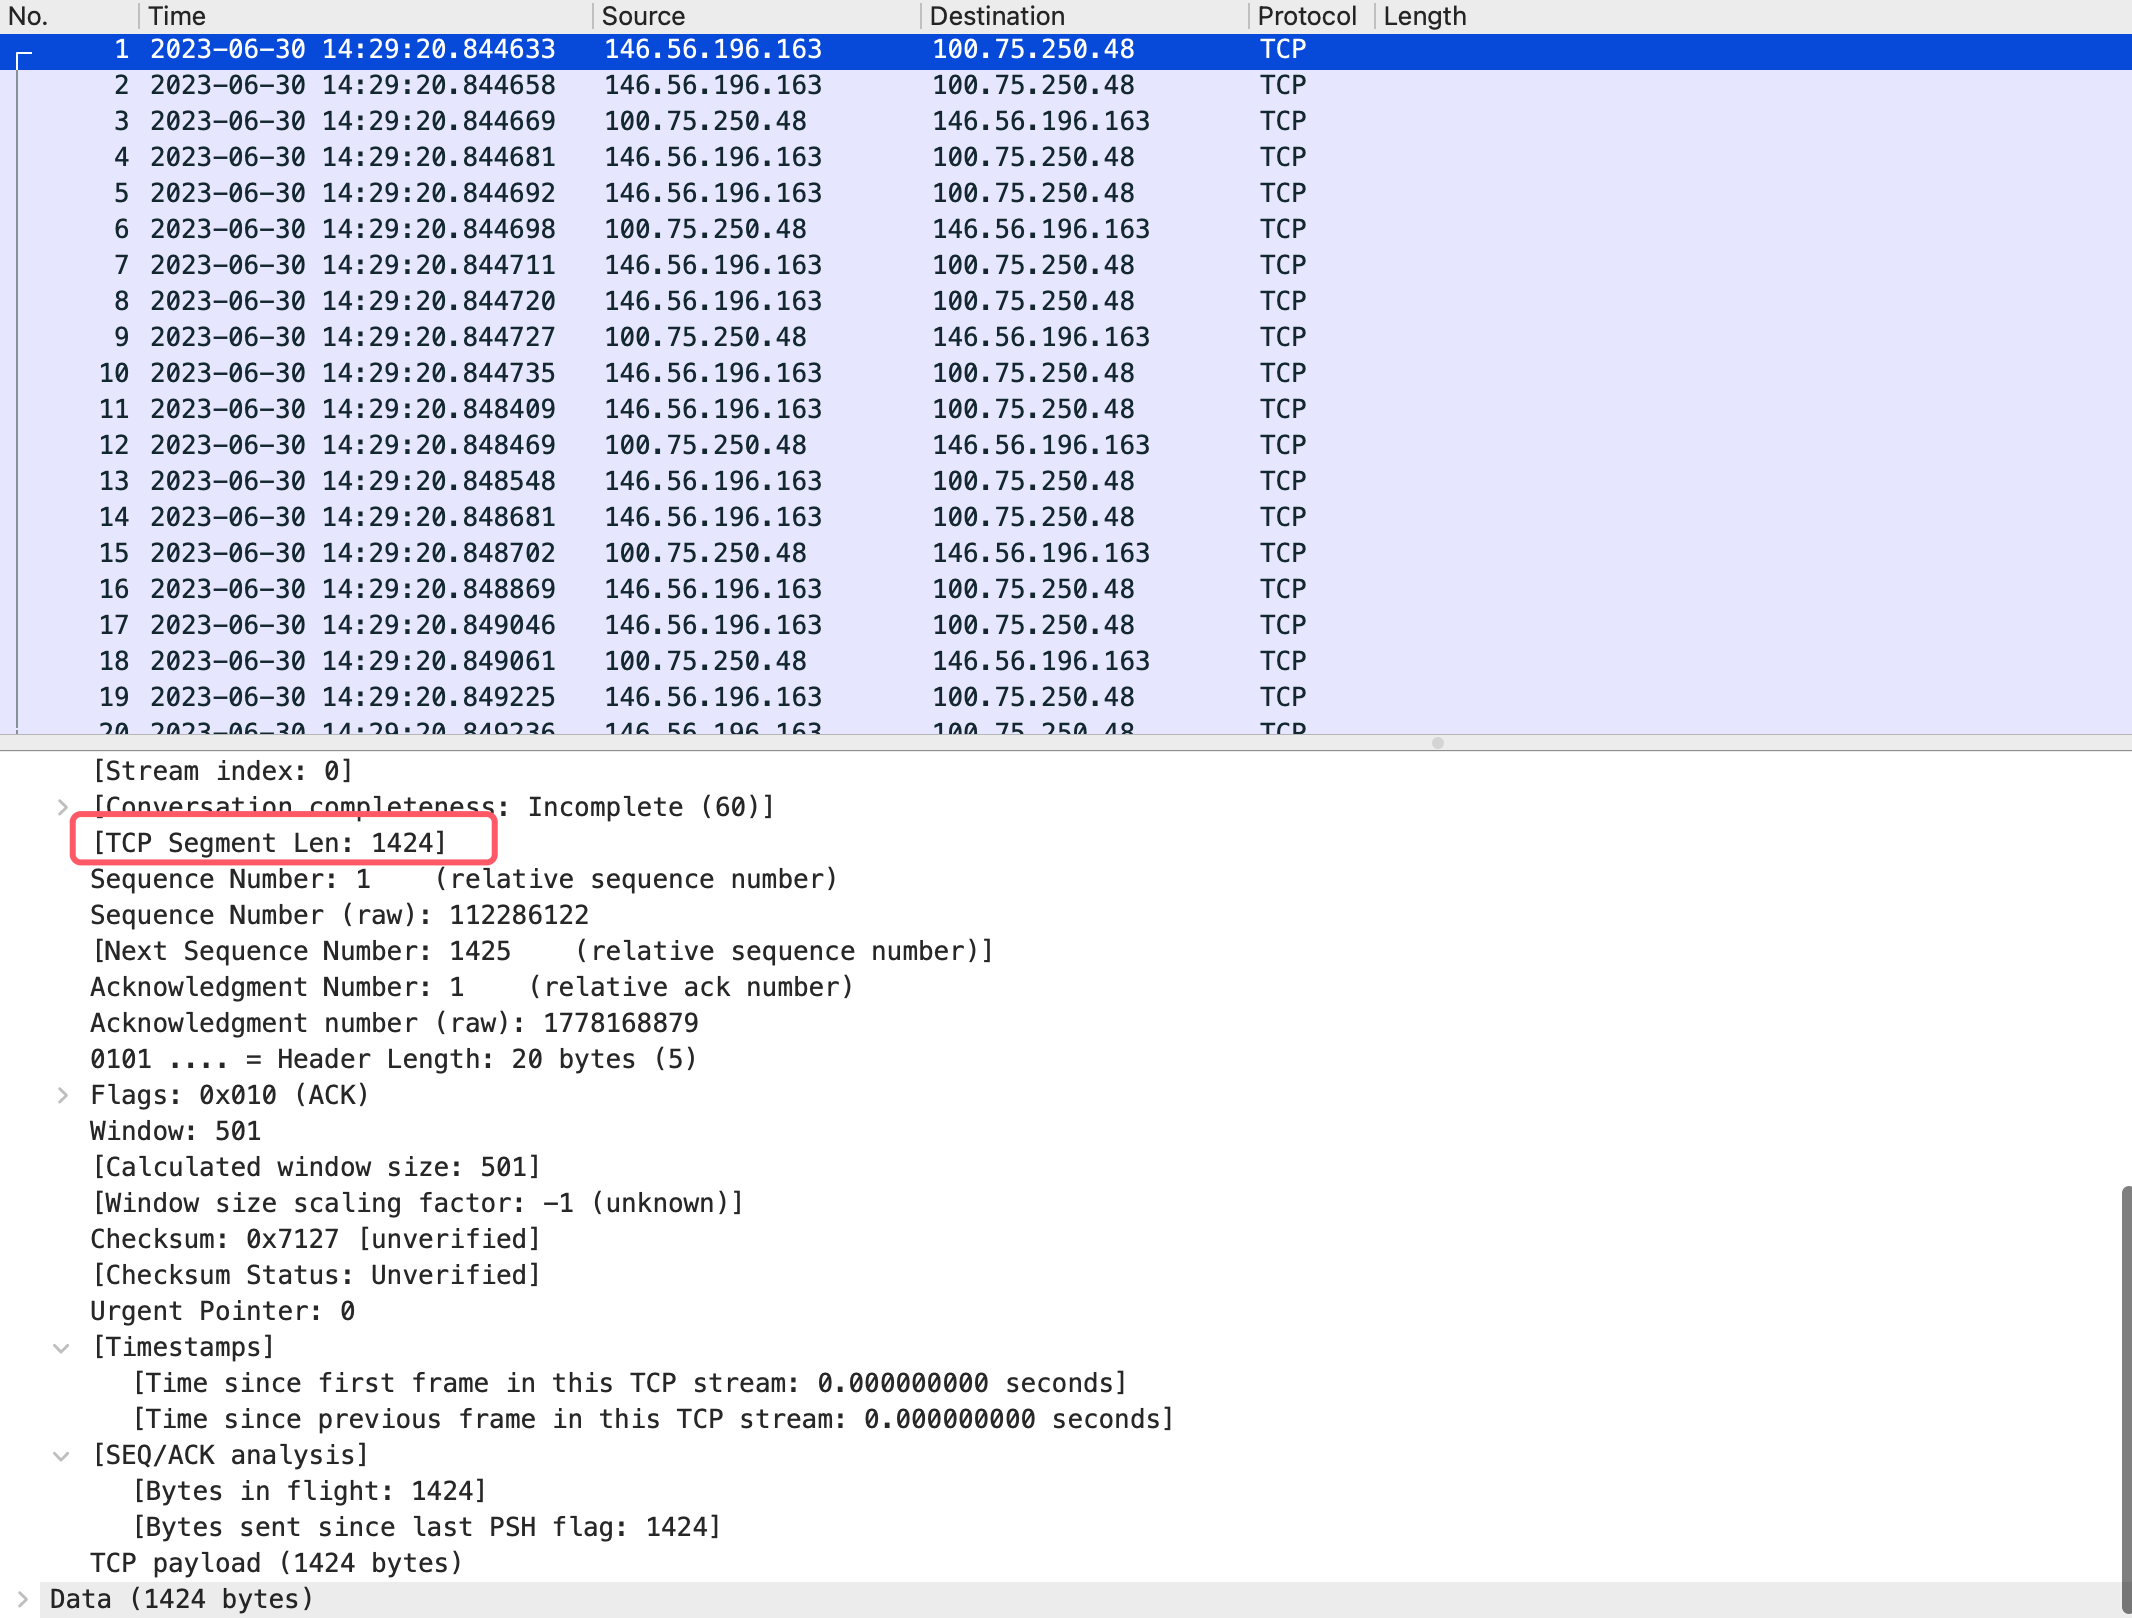 No. Time Source Destination Protocol Length
1 2023-06-30 14:29:20.844633 146.56.196.163 100.75.250.48 TCP
2 2023-06-30 14:29:20.844658 146.56.196.163 100.75.250.48 TCP
3 2023-06-30 14:29:20.844669 100.75.250.48 146.56.196.163 TCP
4 2023-06-30 14:29:20.844681 146.56.196.163 100.75.250.48 TCP
5 2023-06-30 14:29:20.844692 146.56.196.163 100.75.250.48 TCP
6 2023-06-30 14:29:20.844698 100.75.250.48 146.56.196.163 TCP
7 2023-06-30 14:29:20.844711 146.56.196.163 100.75.250.48 TCP
8 2023-06-30 14:29:20.844720 146.56.196.163 100.75.250.48 TCP
9 2023-06-30 14:29:20.844727 100.75.250.48 146.56.196.163 TCP
10 2023-06-30 14:29:20.844735 146.56.196.163 100.75.250.48 TCP
11 2023-06-30 14:29:20.848409 146.56.196.163 100.75.250.48 TCP
12 2023-06-30 14:29:20.848469 100.75.250.48 146.56.196.163 TCP
13 2023-06-30 14:29:20.848548 146.56.196.163 100.75.250.48 TCP
14 2023-06-30 14:29:20.848681 146.56.196.163 100.75.250.48 TCP
15 2023-06-30 14:29:20.848702 100.75.250.48 146.56.196.163 TCP
16 2023-06-30 14:29:20.848869 146.56.196.163 100.75.250.48 TCP
17 2023-06-30 14:29:20.849046 146.56.196.163 100.75.250.48 TCP
18 2023-06-30 14:29:20.849061 100.75.250.48 146.56.196.163 TCP
19 2023-06-30 14:29:20.849225 146.56.196.163 100.75.250.48 TCP
20 2023-06-30 14:29:20.849236 146.56.196.163 100.75.250.48 TCP
[Stream index: 0]
[Conversation completeness: Incomplete (60)]
[TCP Segment Len: 1424]
Sequence Number: 1 (relative sequence number)
Sequence Number (raw): 112286122
[Next Sequence Number: 1425 (relative sequence number)]
Acknowledgment Number: 1 (relative ack number)
Acknowledgment number (raw): 1778168879
0101 .... = Header Length: 20 bytes (5)
Flags: 0x010 (ACK)
Window: 501
[Calculated window size: 501]
[Window size scaling factor: -1 (unknown)]
Checksum: 0x7127 [unverified]
[Checksum Status: Unverified]
Urgent Pointer: 0
[Timestamps]
[Time since first frame in this TCP stream: 0.000000000 seconds]
[Time since previous frame in this TCP stream: 0.000000000 seconds]
[SEQ/ACK analysis]
[Bytes in flight: 1424]
[Bytes sent since last PSH flag: 1424]
TCP payload (1424 bytes)
Data (1424 bytes)